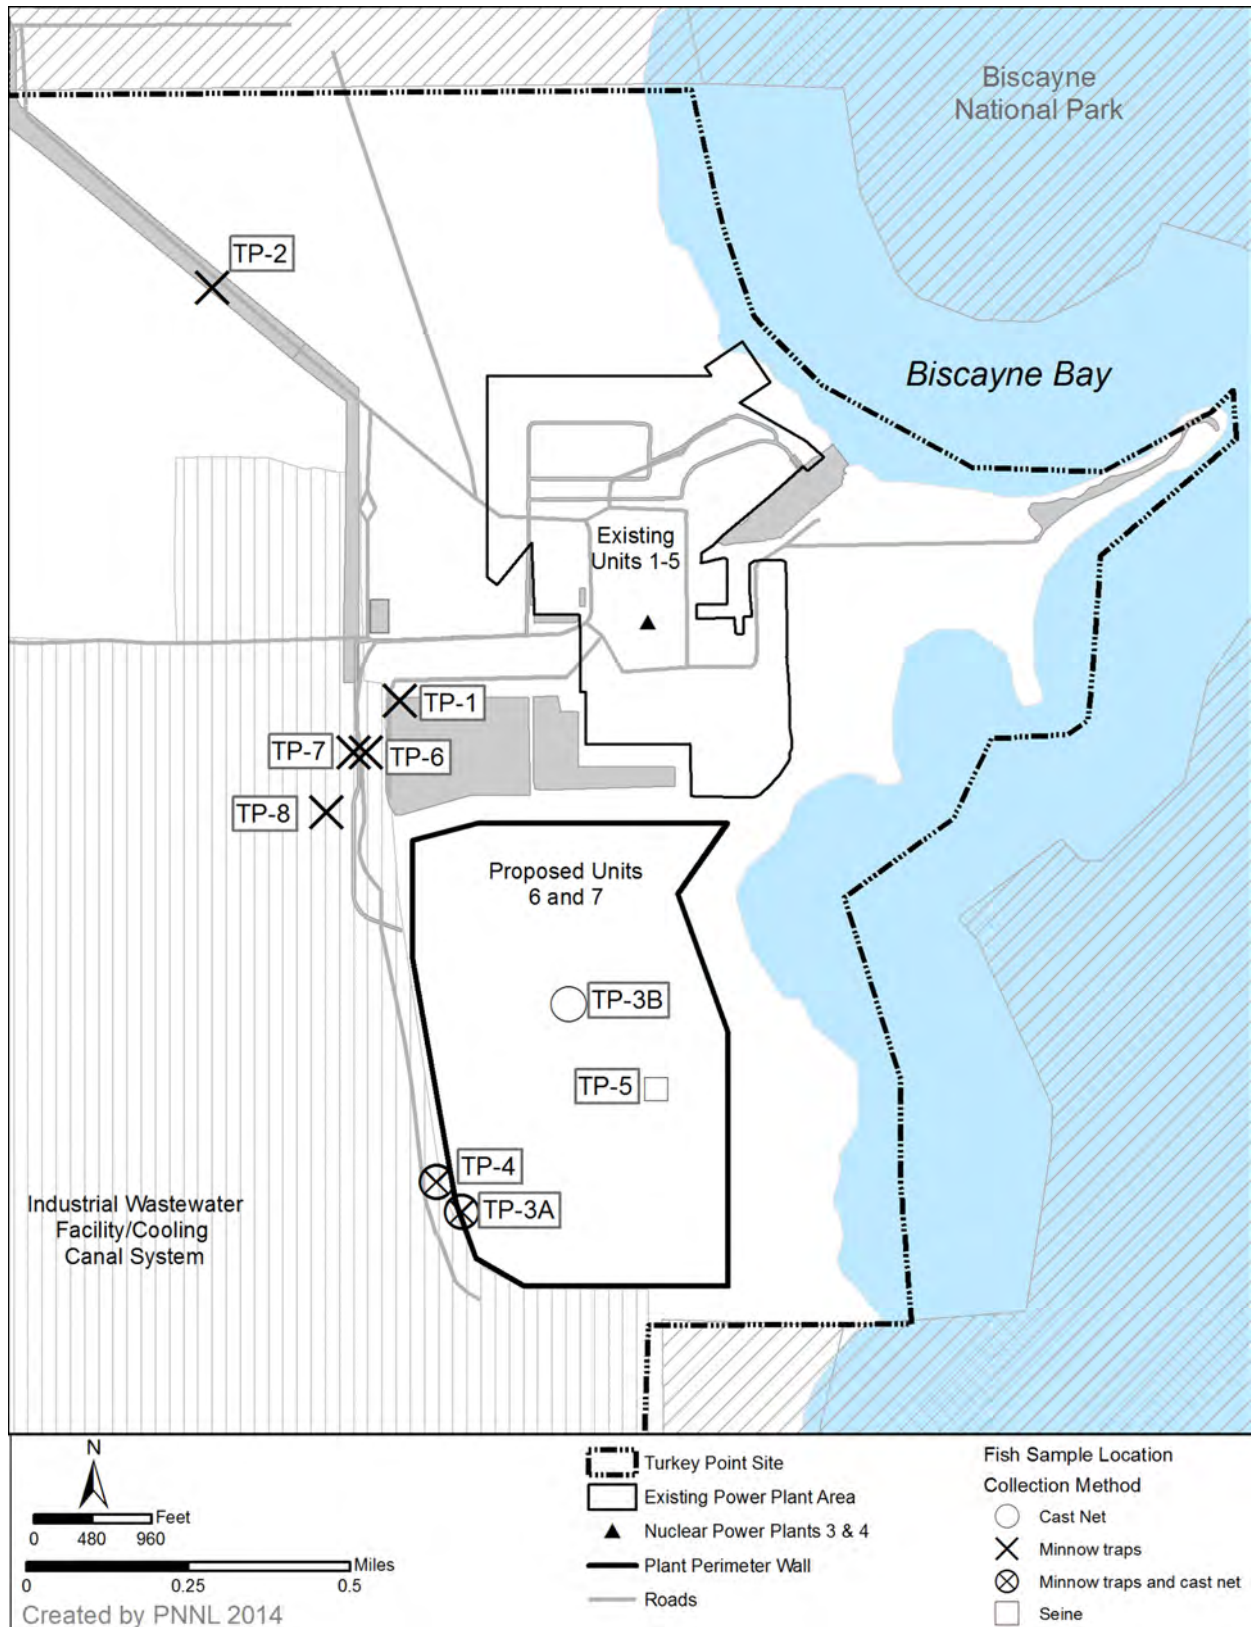 Biscayne
National Park
TP-2
Biscayne Bay
Existing
Units 1-5
TP-1
TP-7
TP-6
TP-8
Proposed Units
6 and 7
TP-3B
TP-5
TP-4
TP-3A
Industrial Wastewater
Facility/Cooling
Canal System
N
Feet
0 480 960
Miles
0 0.25 0.5
Created by PNNL 2014
Turkey Point Site
Existing Power Plant Area
Nuclear Power Plants 3 & 4
Plant Perimeter Wall
Roads
Fish Sample Location
Collection Method
Cast Net
Minnow traps
Minnow traps and cast net
Seine